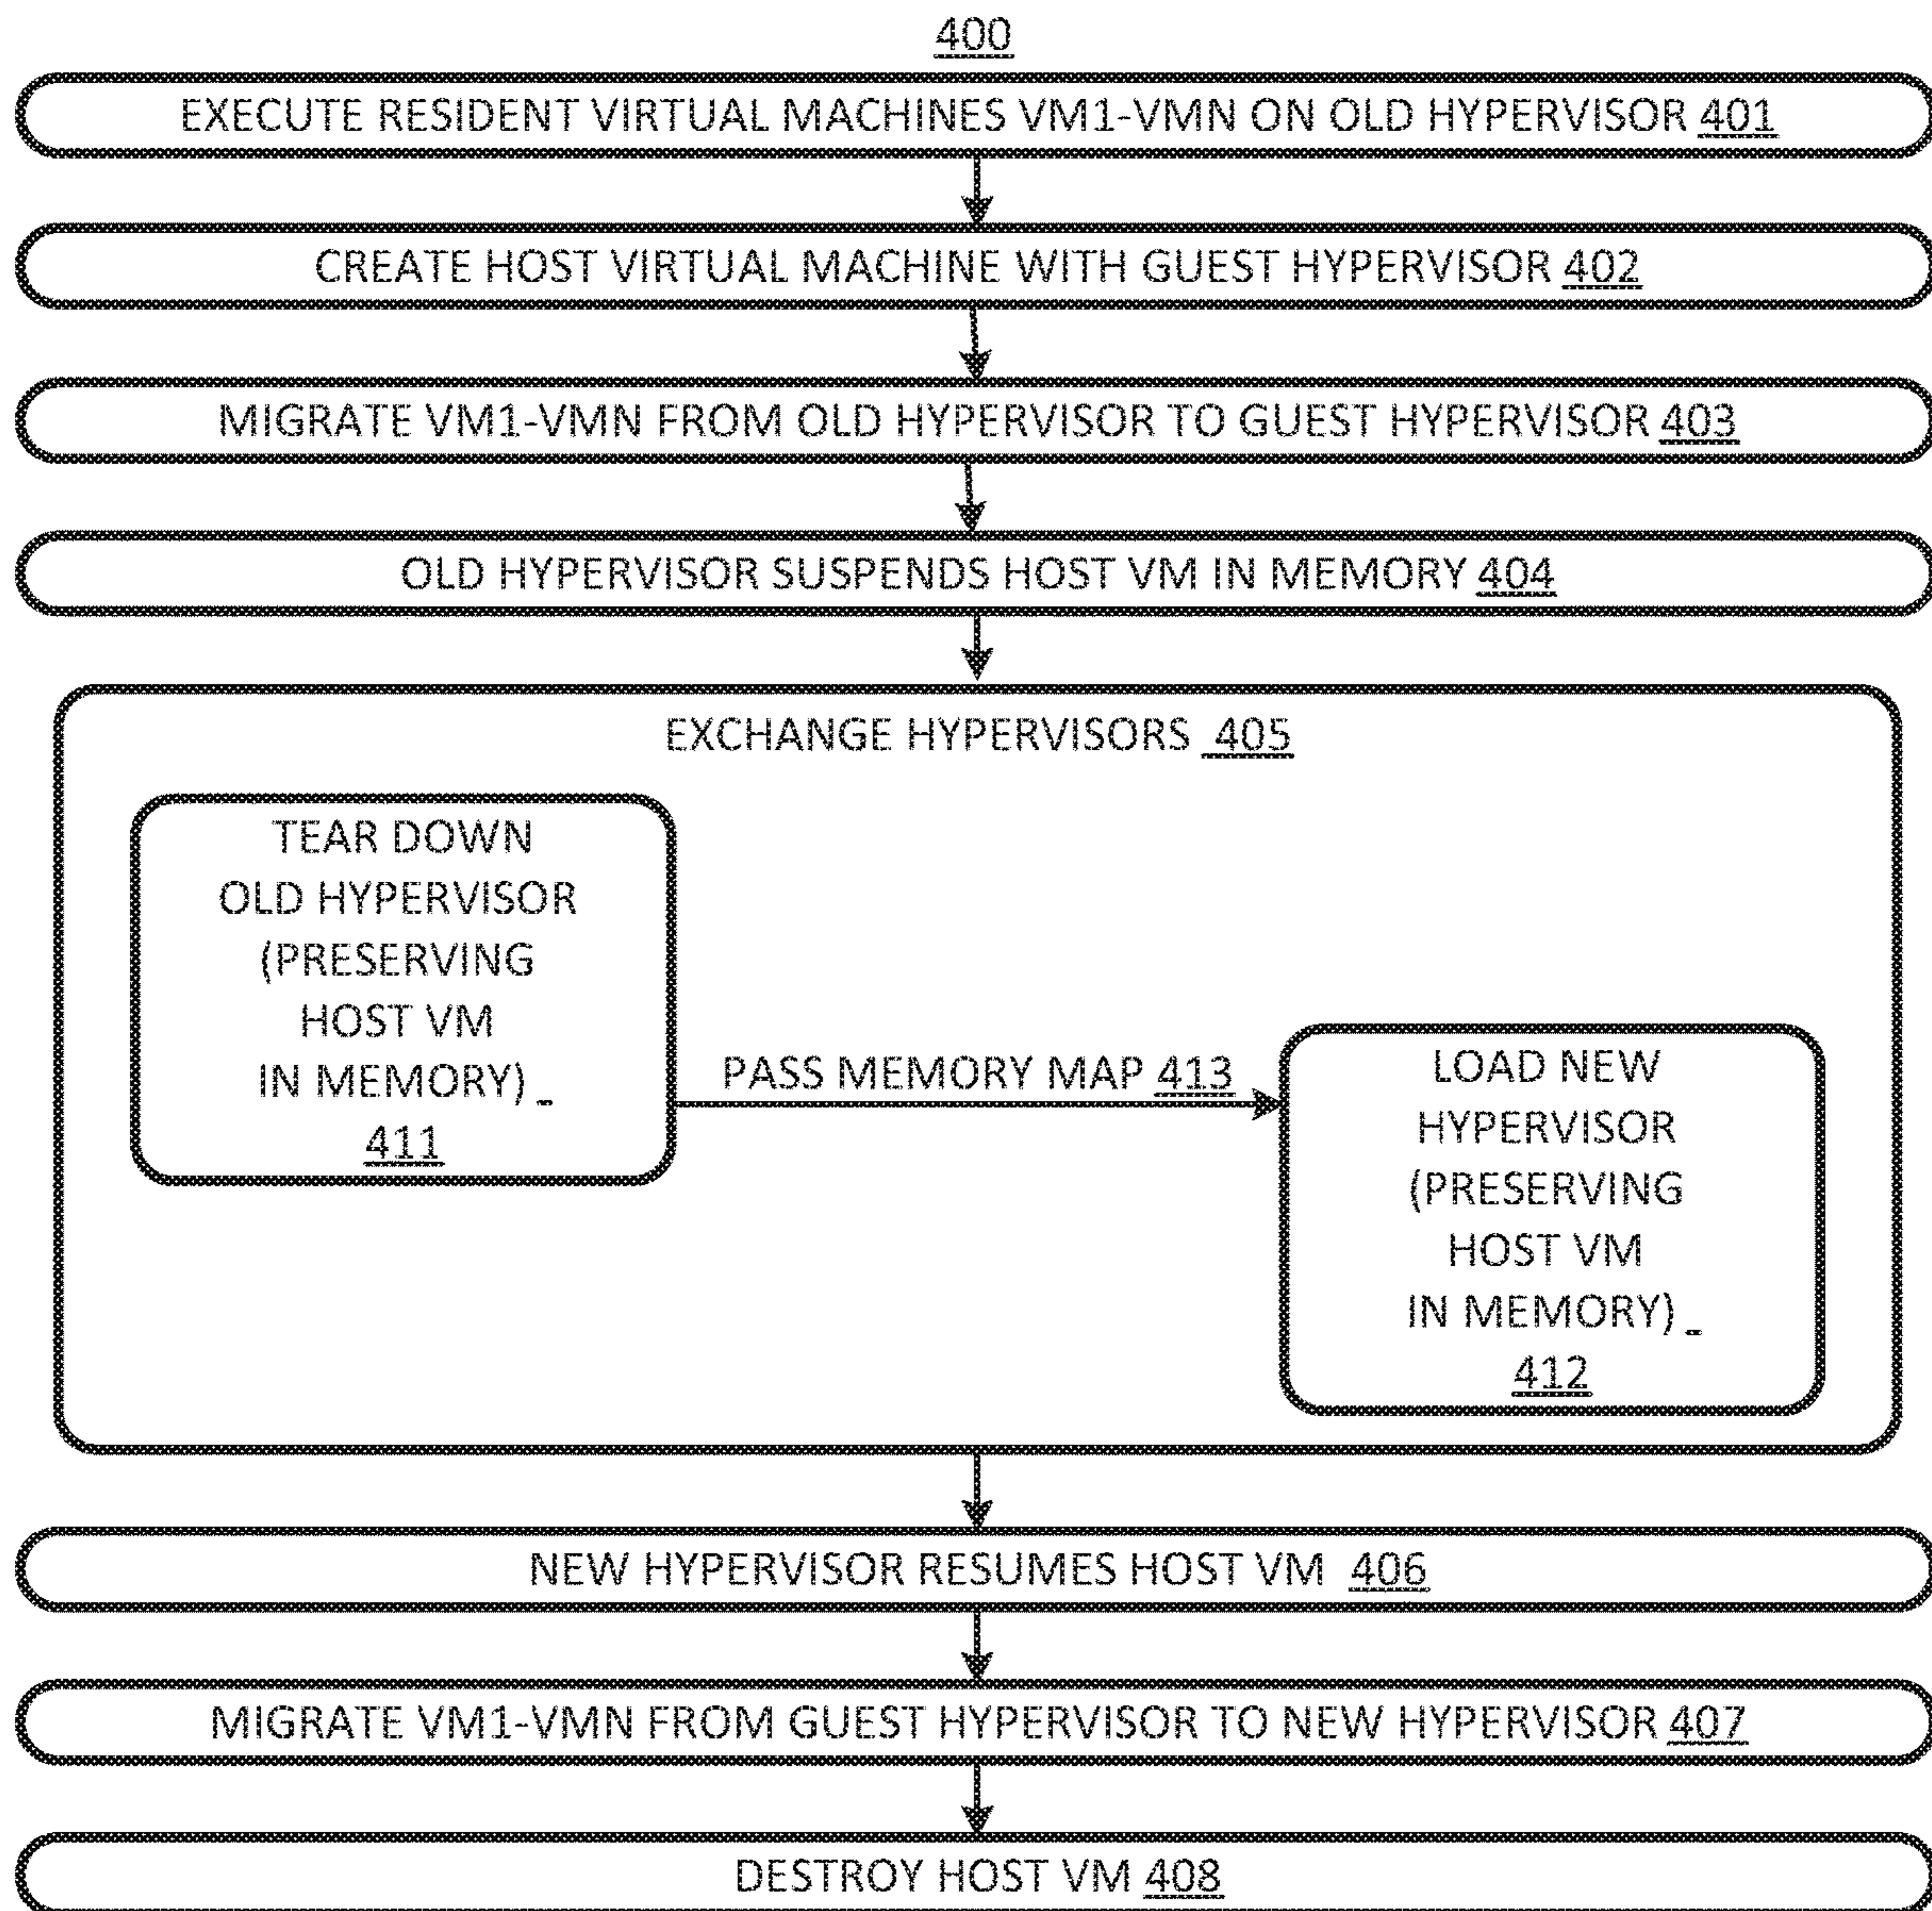 400
EXECUTE RESIDENT VIRTUAL MACHINES VM1-VMN ON OLD HYPERVISOR 401
CREATE HOST VIRTUAL MACHINE WITH GUEST HYPERVISOR 402
MIGRATE VM1-VMN FROM OLD HYPERVISOR TO GUEST HYPERVISOR 403
OLD HYPERVISOR SUSPENDS HOST VM IN MEMORY 404
EXCHANGE HYPERVISORS 405
TEAR DOWN
OLD HYPERVISOR
(PRESERVING
HOST VM
IN MEMORY)
411
PASS MEMORY MAP 413
LOAD NEW
HYPERVISOR
(PRESERVING
HOST VM
IN MEMORY)
412
NEW HYPERVISOR RESUMES HOST VM 406
MIGRATE VM1-VMN FROM GUEST HYPERVISOR TO NEW HYPERVISOR 407
DESTROY HOST VM 408